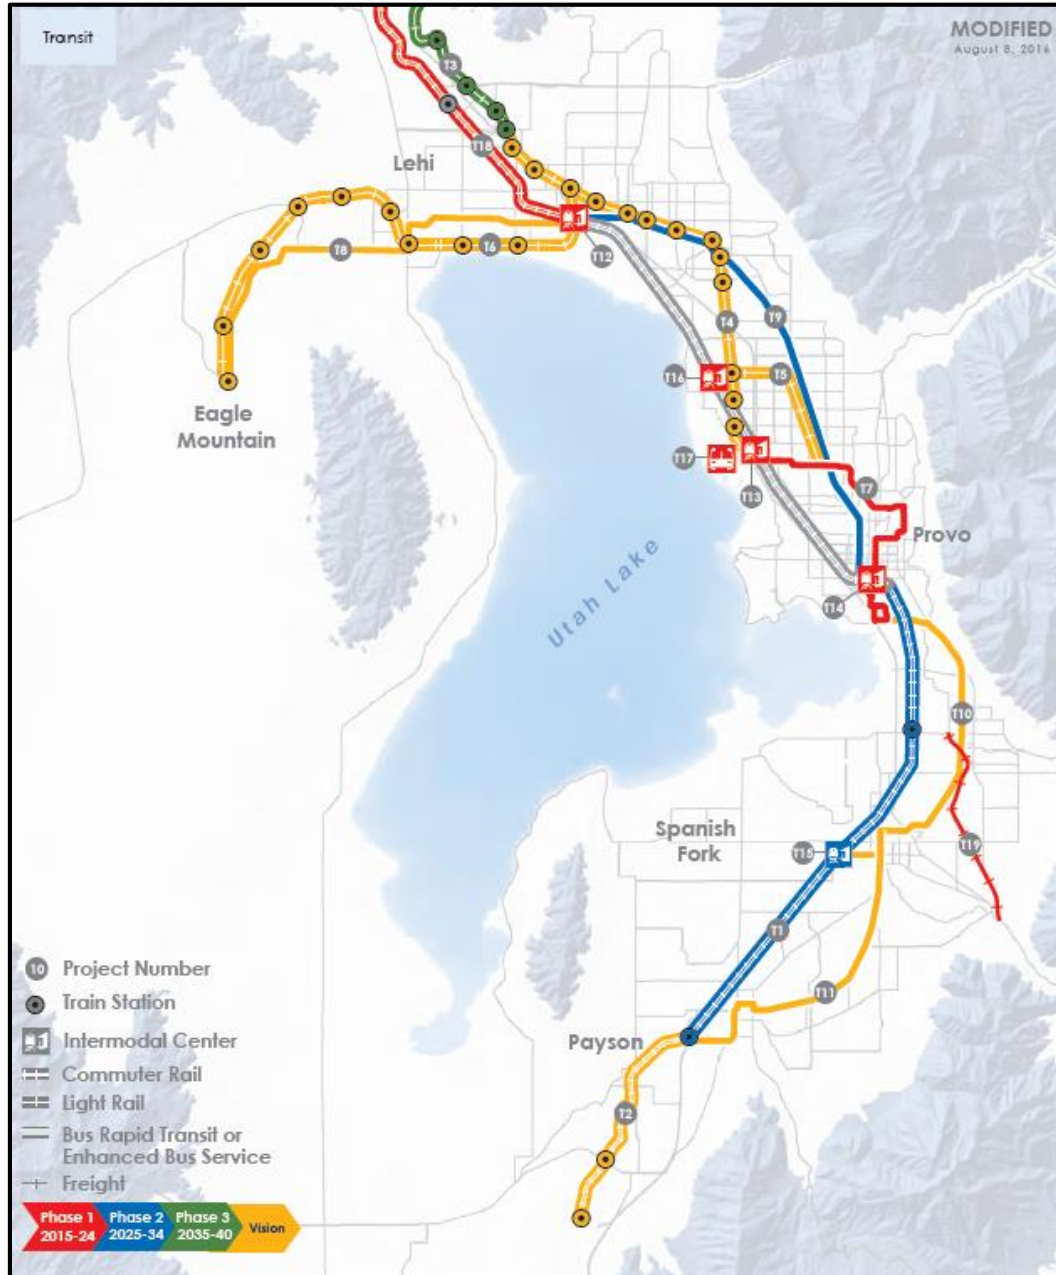 Transit
MODIFIED
August 8, 2016
T3
T18
Lehi
T8
T6
T12
T9
T4
T16
T5
Eagle
Mountain
T17
T13
T7
Provo
Utah Lake
T14
T10
Spanish
Fork
T15
T19
T1
T11
Payson
T2
10 Project Number
Train Station
Intermodal Center
Commuter Rail
Light Rail
Bus Rapid Transit or
Enhanced Bus Service
Freight
Phase 1 Phase 2 Phase 3 Vision
2015-24 2025-34 2035-40